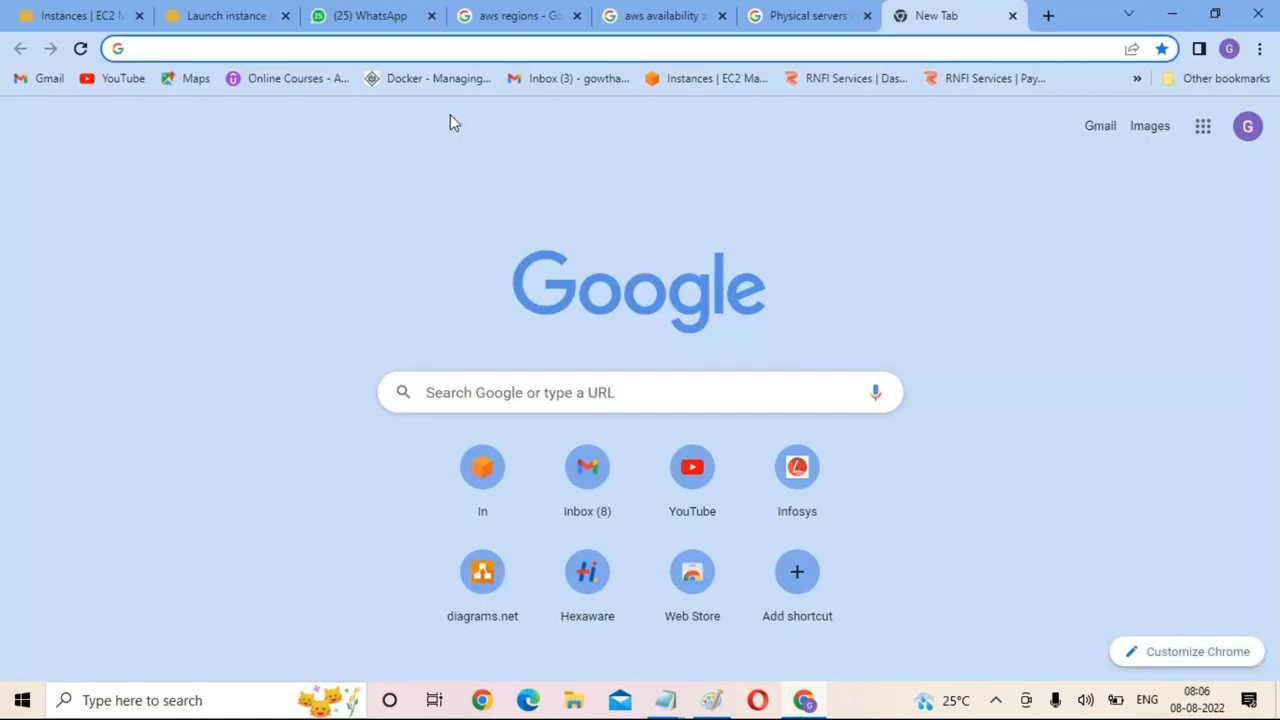 Instances | EC2 M
Launch instance
(25) WhatsApp
aws regions - Go
aws availability z
Physical servers
New Tab
Gmail
YouTube
Maps
Online Courses - A...
Docker - Managing...
Inbox (3) - gowtha...
Instances | EC2 Ma...
RNFI Services | Das...
RNFI Services | Pay...
»
Other bookmarks
G
Gmail
Images
G
Google
Search Google or type a URL
In
Inbox (8)
YouTube
Infosys
diagrams.net
Hexaware
Web Store
Add shortcut
Customize Chrome
Type here to search
25°C
ENG
08:06
08-08-2022